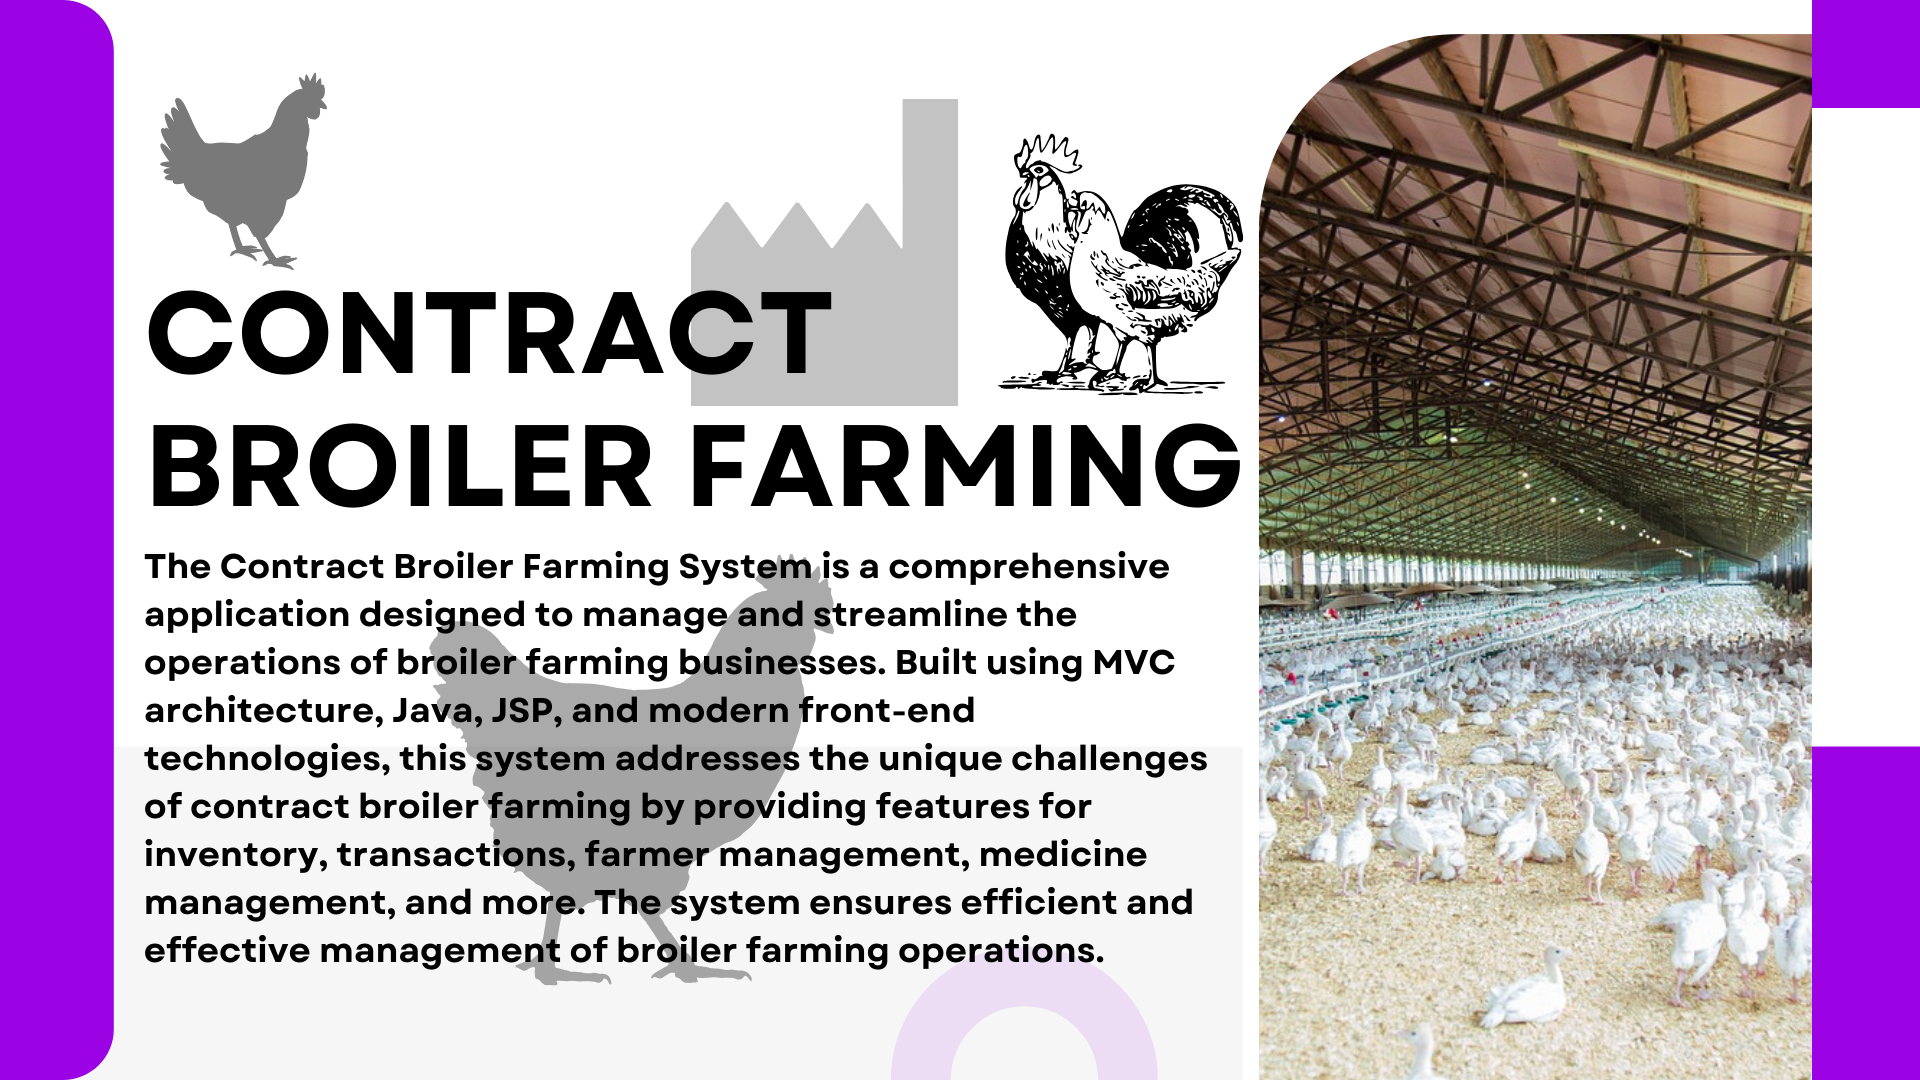 CONTRACT
BROILER FARMING
The Contract Broiler Farming System is a comprehensive
application designed to manage and streamline the
operations of broiler farming businesses. Built using MVC
architecture, Java, JSP, and modern front-end
technologies, this system addresses the unique challenges
of contract broiler farming by providing features for
inventory, transactions, farmer management, medicine
management, and more. The system ensures efficient and
effective management of broiler farming operations.